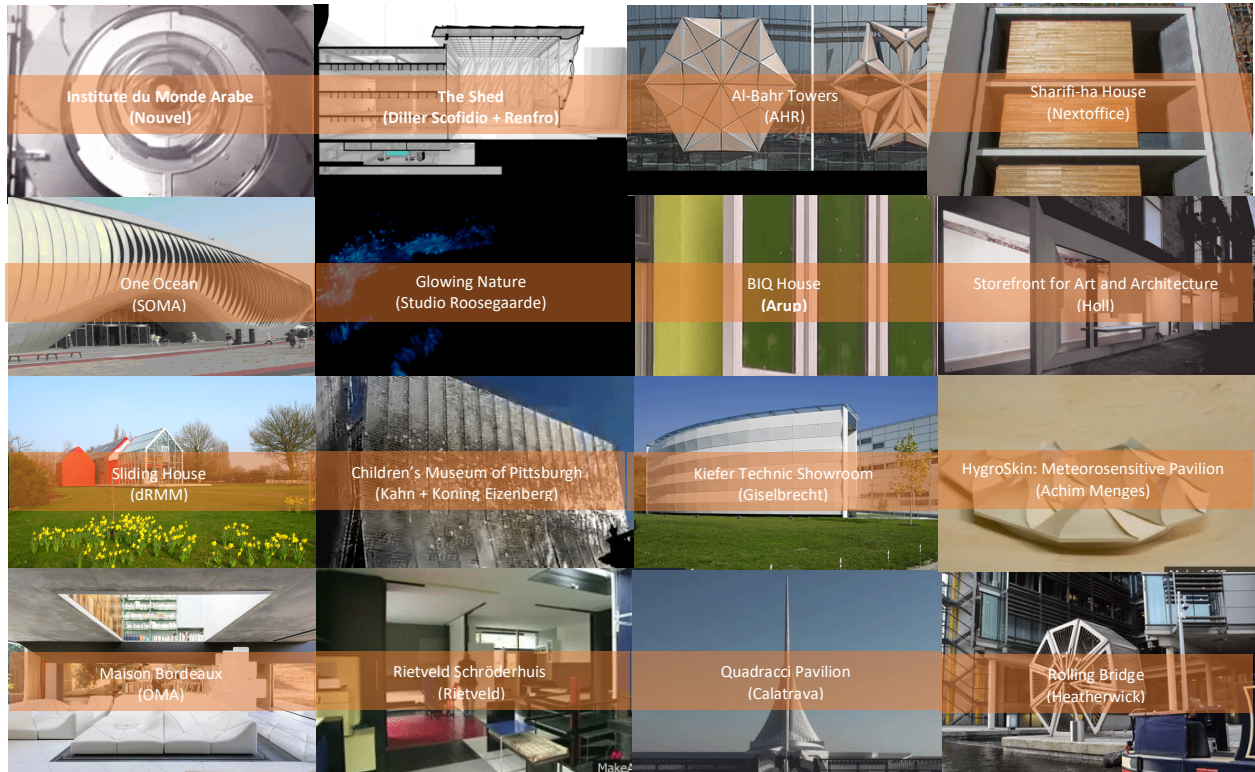 Institute du Monde Arabe
(Nouvel)
The Shed
(Diller Scofidio + Renfro)
Al-Bahr Towers
(AHR)
Sharifi-ha House
(Nextoffice)
One Ocean
(SOMA)
Glowing Nature
(Studio Roosegaarde)
BIQ House
(Arup)
Storefront for Art and Architecture
(Holl)
Sliding House
(dRMM)
Children's Museum of Pittsburgh
(Kahn + Koning Eizenberg)
Kiefer Technic Showroom
(Giselbrecht)
HygroSkin: Meteorosensitive Pavilion
(Achim Menges)
Maison Bordeaux
(OMA)
Rietveld Schröderhuis
(Rietveld)
Quadracci Pavilion
(Calatrava)
Rolling Bridge
(Heatherwick)